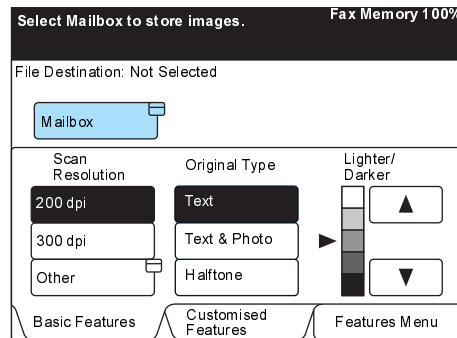 Select Mailbox to store images.
Fax Memory 100%
File Destination: Not Selected
Mailbox
Scan
Resolution
Original Type
Lighter/
Darker
200 dpi
Text
300 dpi
Text & Photo
Other
Halftone
Basic Features
Customised
Features
Features Menu